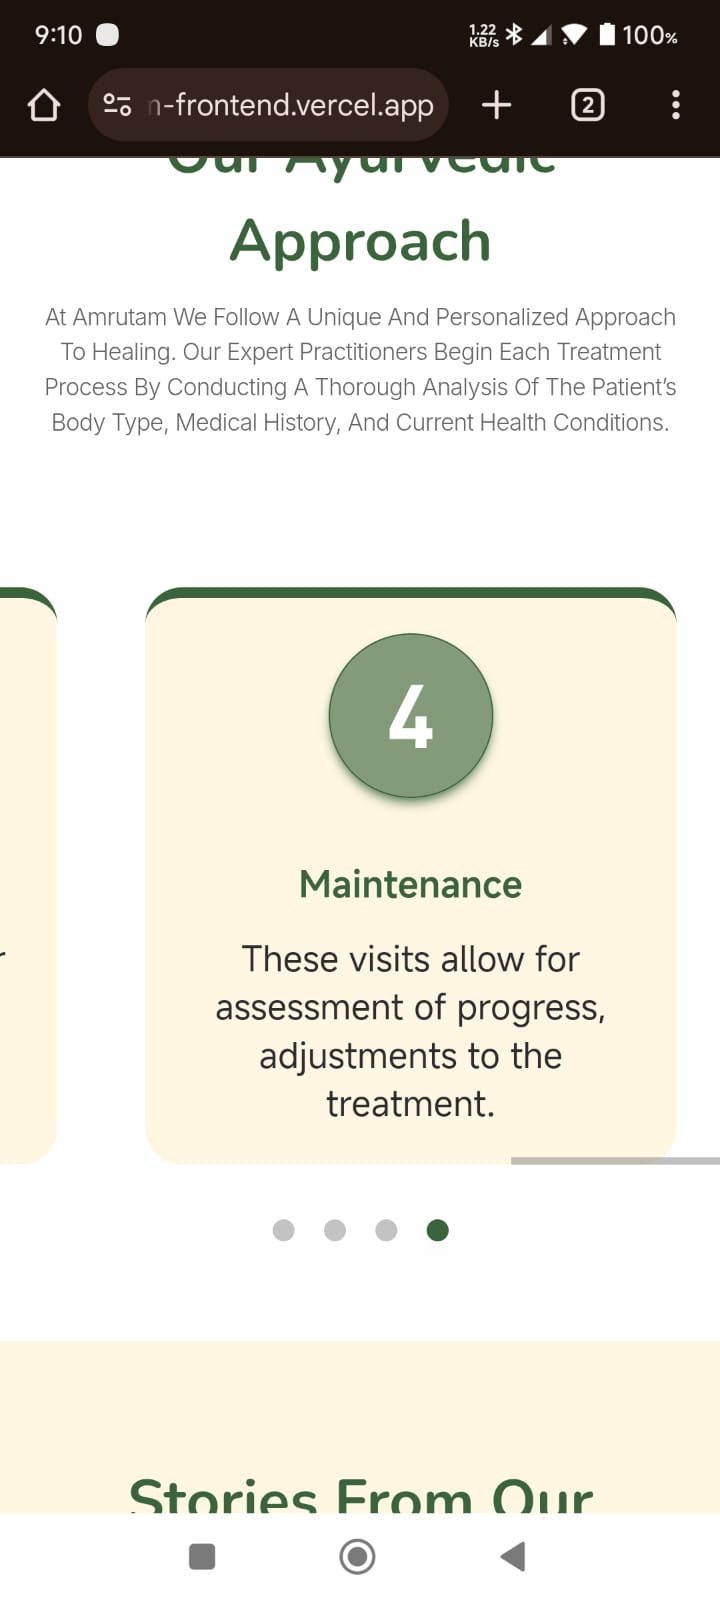 9:10
1.22
KB/s
100%
n-frontend.vercel.app
2
Our Ayurvedic
Approach
At Amrutam We Follow A Unique And Personalized Approach
To Healing. Our Expert Practitioners Begin Each Treatment
Process By Conducting A Thorough Analysis Of The Patient's
Body Type, Medical History, And Current Health Conditions.
4
Maintenance
These visits allow for
assessment of progress,
adjustments to the
treatment.
Stories From Our